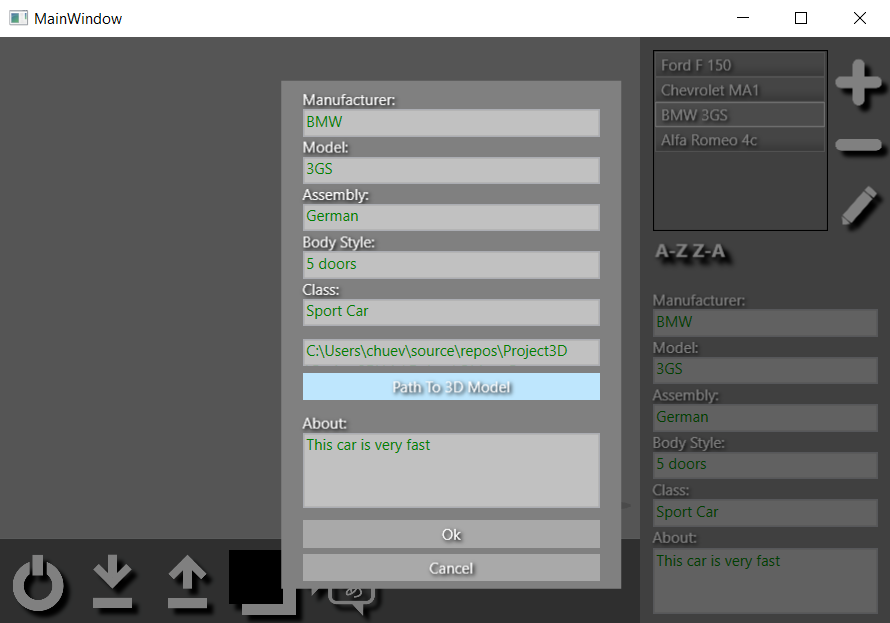 MainWindow
Manufacturer:
BMW
Model:
3GS
Assembly:
German
Body Style:
5 doors
Class:
Sport Car
C:\Users\chuev\source\repos\Project3D
Path To 3D Model
About:
This car is very fast
Ok
Cancel
Ford F 150
Chevrolet MA1
BMW 3GS
Alfa Romeo 4c
A-Z Z-A
Manufacturer:
BMW
Model:
3GS
Assembly:
German
Body Style:
5 doors
Class:
Sport Car
About:
This car is very fast